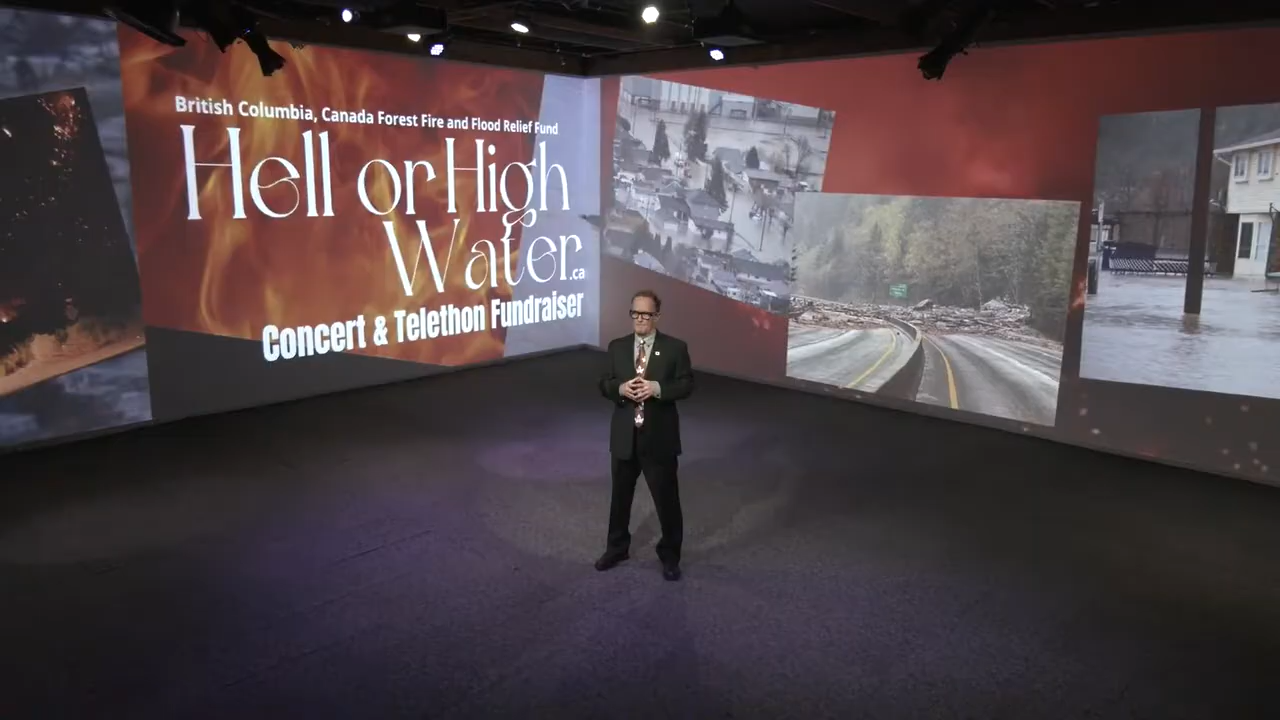 British Columbia, Canada Forest Fire and Flood Relief Fund
Hell or High
Water.ca
Concert & Telethon Fundraiser